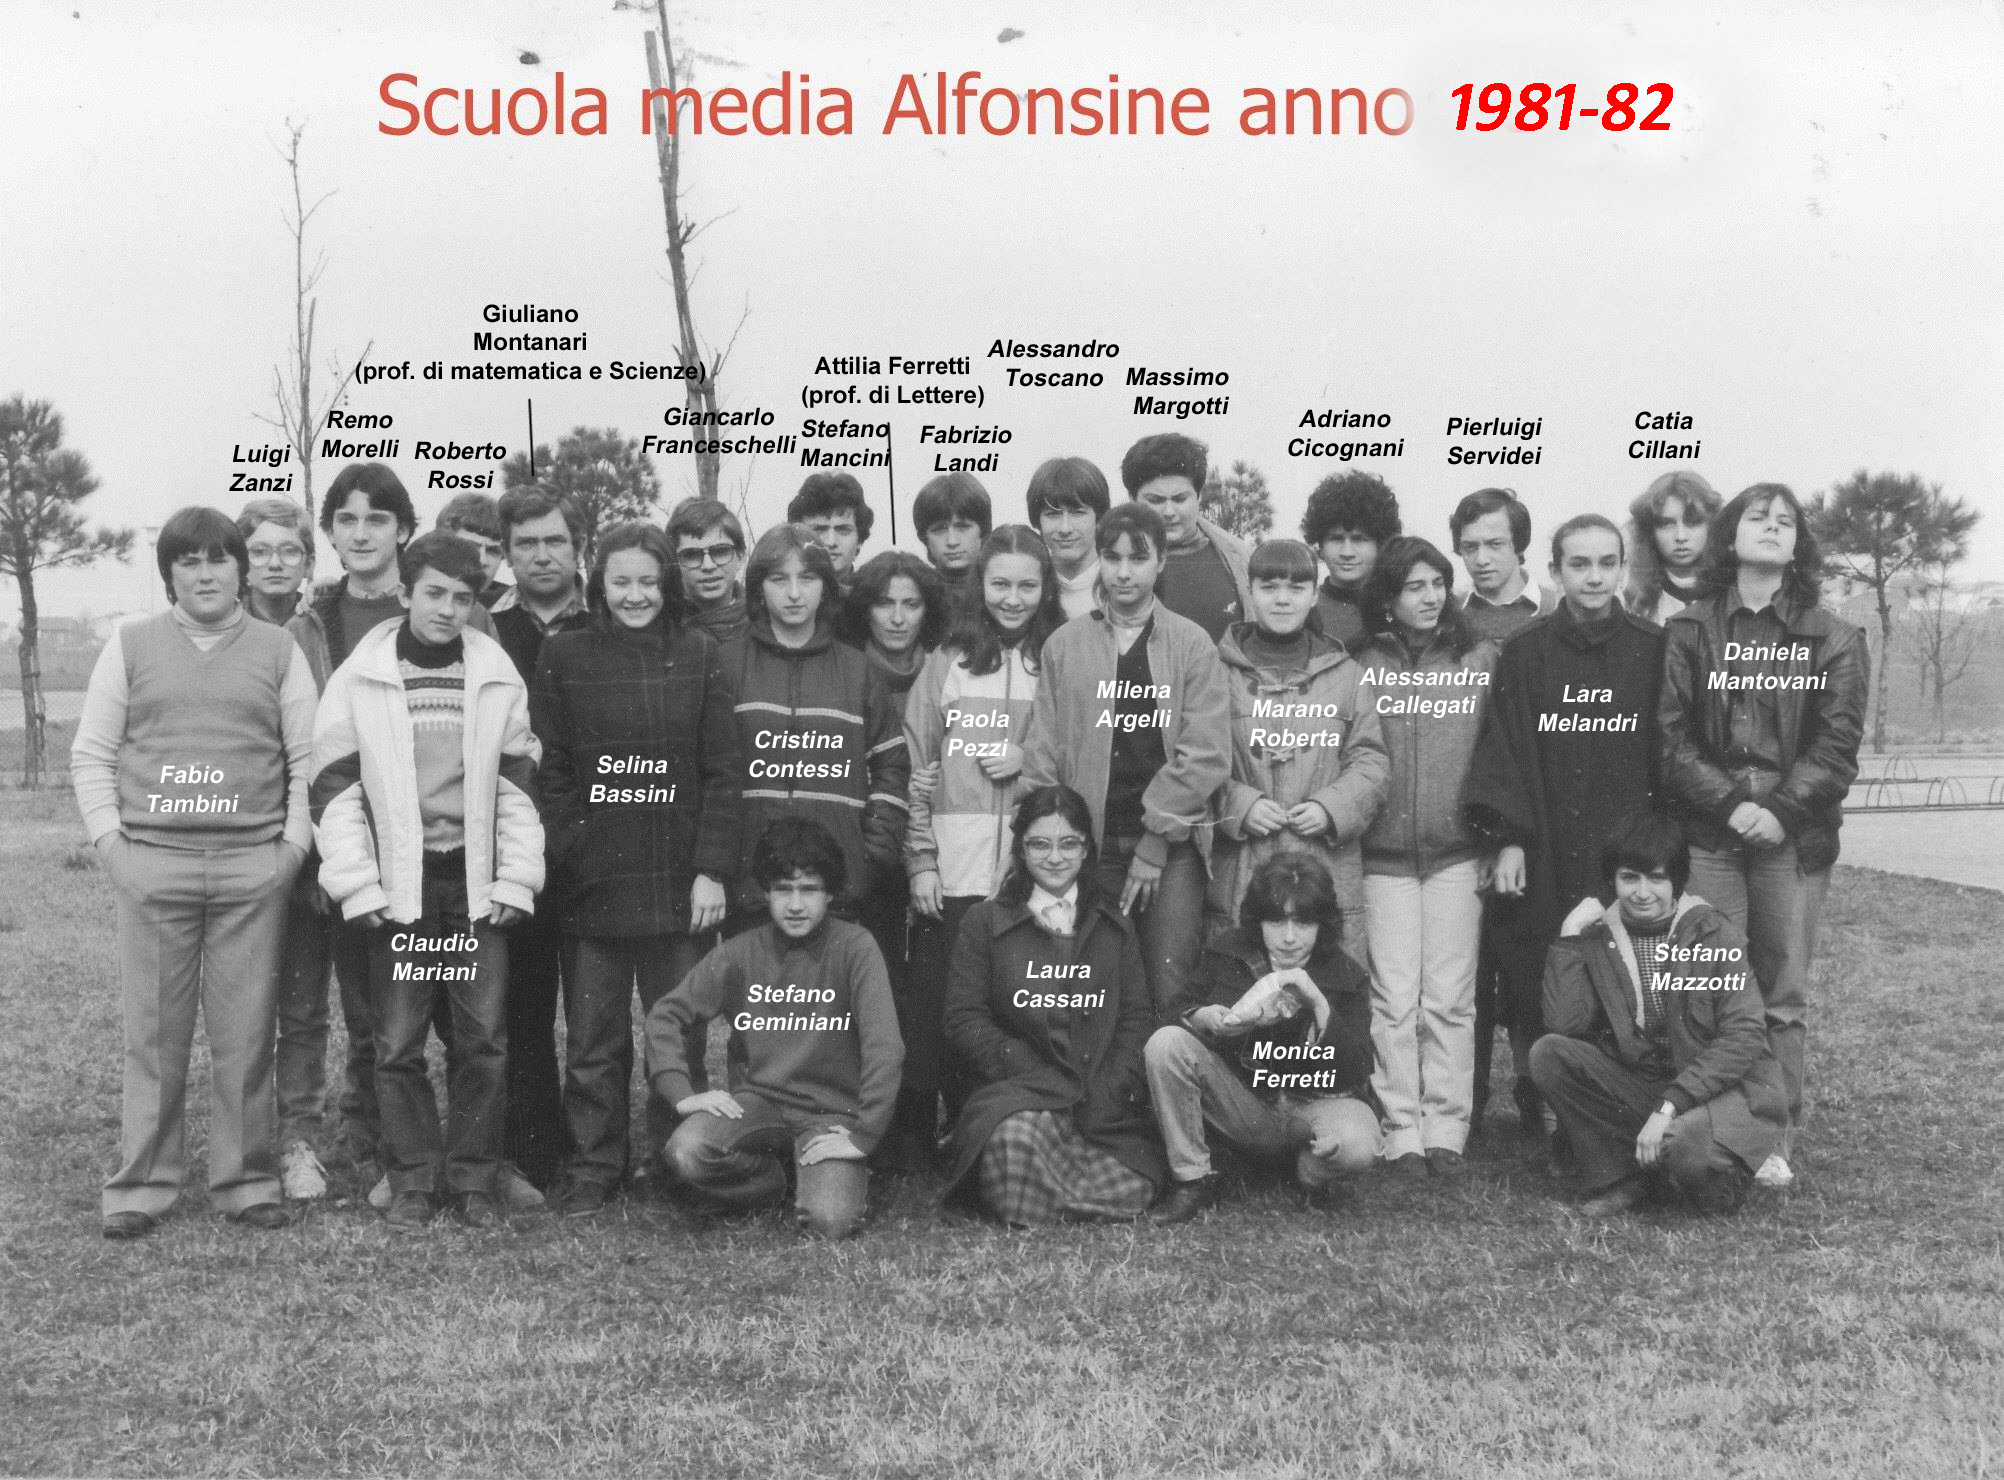 Scuola media Alfonsine anno 1981-82
Giuliano
Montanari
(prof. di matematica e Scienze)
Attilia Ferretti
(prof. di Lettere)
Alessandro
Toscano
Massimo
Margotti
Luigi
Zanzi
Remo
Morelli
Roberto
Rossi
Giancarlo
Franceschelli
Stefano
Mancini
Fabrizio
Landi
Adriano
Cicognani
Pierluigi
Servidei
Catia
Cillani
Fabio
Tambini
Claudio
Mariani
Selina
Bassini
Cristina
Contessi
Paola
Pezzi
Milena
Argelli
Marano
Roberta
Alessandra
Callegati
Lara
Melandri
Daniela
Mantovani
Stefano
Geminiani
Laura
Cassani
Monica
Ferretti
Stefano
Mazzotti